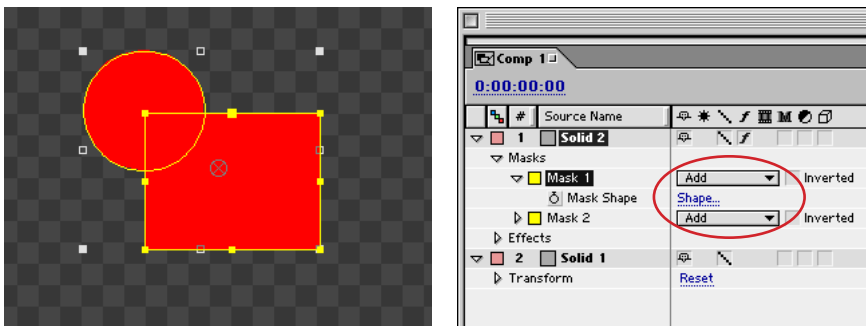 Comp 1
0:00:00:00
# Source Name
1 Solid 2
Masks
Mask 1 Add Inverted
Mask Shape Shape...
Mask 2 Add Inverted
Effects
2 Solid 1
Transform Reset